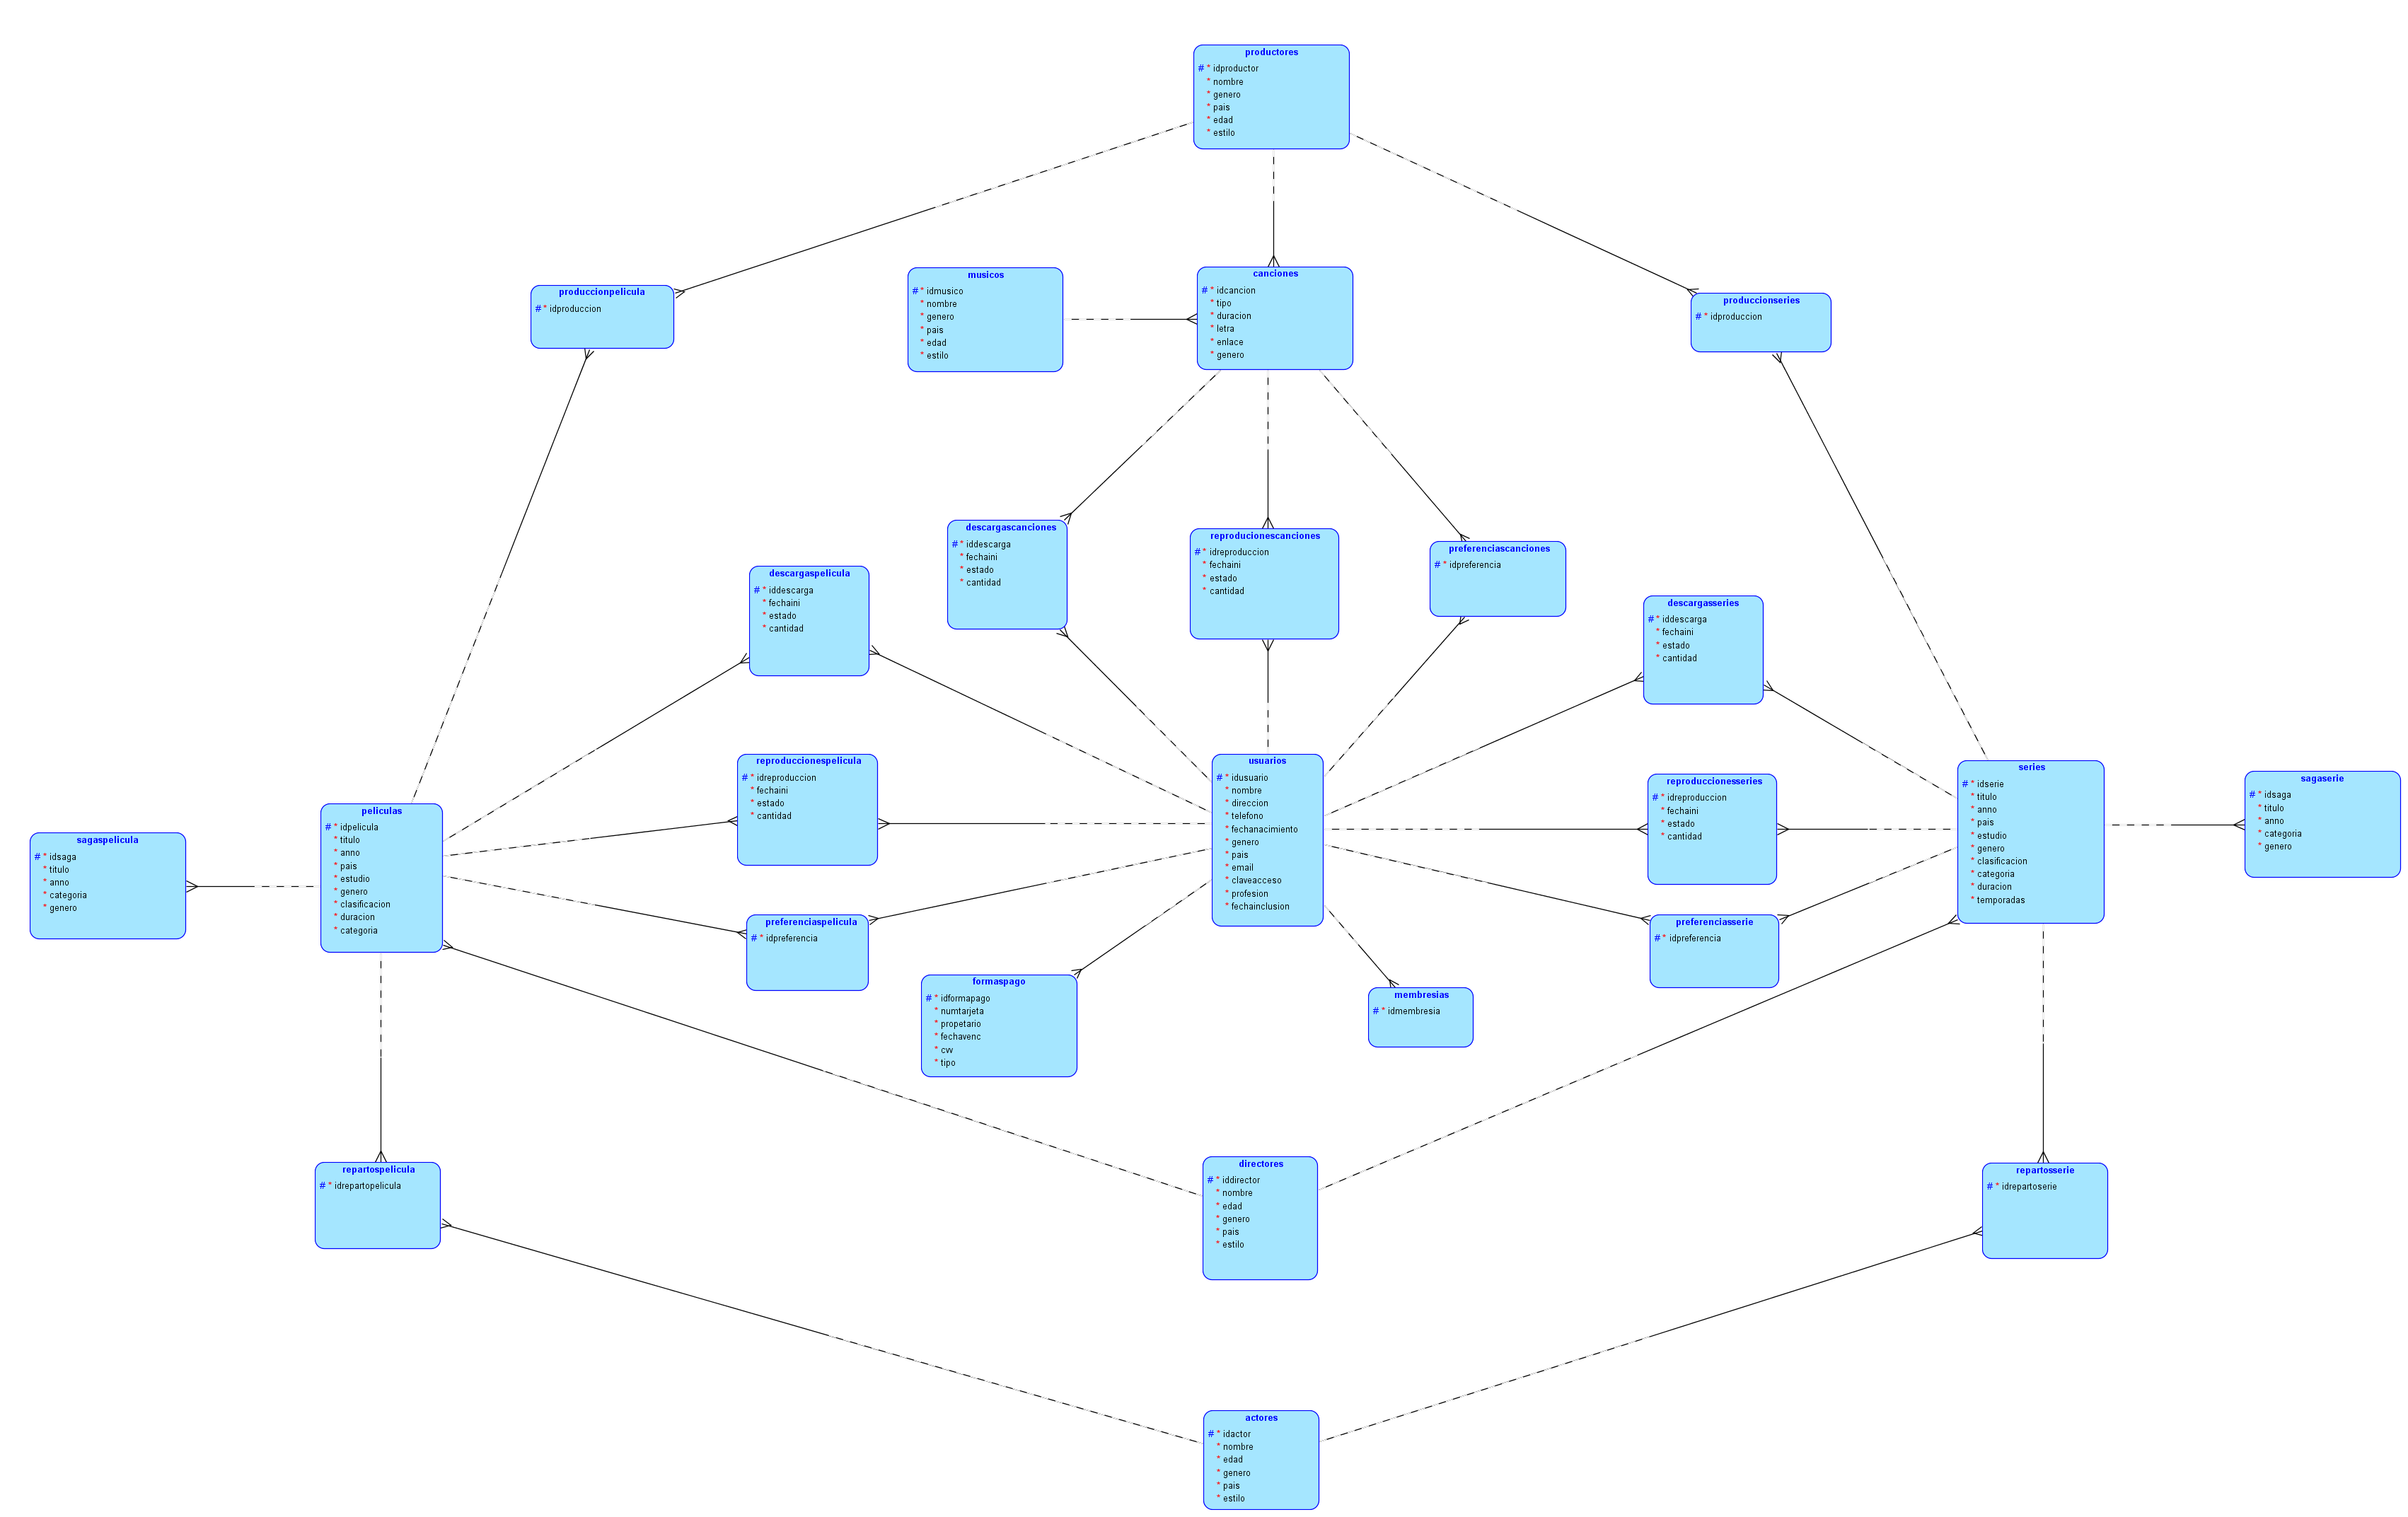 productores
# * idproductor
* nombre
* genero
* pais
* edad
* estilo
produccionpelicula
# * idproduccion
musicos
# * idmusico
* nombre
* genero
* pais
* edad
* estilo
canciones
# * idcancion
* tipo
* duracion
* letra
* enlace
* genero
produccionseries
# * idproduccion
descargascanciones
# * iddescarga
* fechaini
* estado
* cantidad
reproducionescanciones
# * idreproduccion
* fechaini
* estado
* cantidad
preferenciascanciones
# * idpreferencia
descargaspelicula
# * iddescarga
* fechaini
* estado
* cantidad
descargasseries
# * iddescarga
* fechaini
* estado
* cantidad
reproduccionespelicula
# * idreproduccion
* fechaini
* estado
* cantidad
usuarios
# * idusuario
* nombre
* direccion
* telefono
* fechanacimiento
* genero
* pais
* email
* claveacceso
* profesion
* fechainclusion
reproduccionesseries
# * idreproduccion
* fechaini
* estado
* cantidad
series
# * idserie
* titulo
* anno
* pais
* estudio
* genero
* clasificacion
* categoria
* duracion
* temporadas
sagaserie
# * idsaga
* titulo
* anno
* categoria
* genero
sagaspelicula
# * idsaga
* titulo
* anno
* categoria
* genero
peliculas
# * idpelicula
* titulo
* anno
* pais
* estudio
* genero
* clasificacion
* duracion
* categoria
preferenciaspelicula
# * idpreferencia
preferenciasserie
# * idpreferencia
formaspago
# * idformapago
* numtarjeta
* propetario
* fechavenc
* cvv
* tipo
membresias
# * idmembresia
repartospelicula
# * idrepartopelicula
directores
# * iddirector
* nombre
* edad
* genero
* pais
* estilo
repartosserie
# * idrepartoserie
actores
# * idactor
* nombre
* edad
* genero
* pais
* estilo